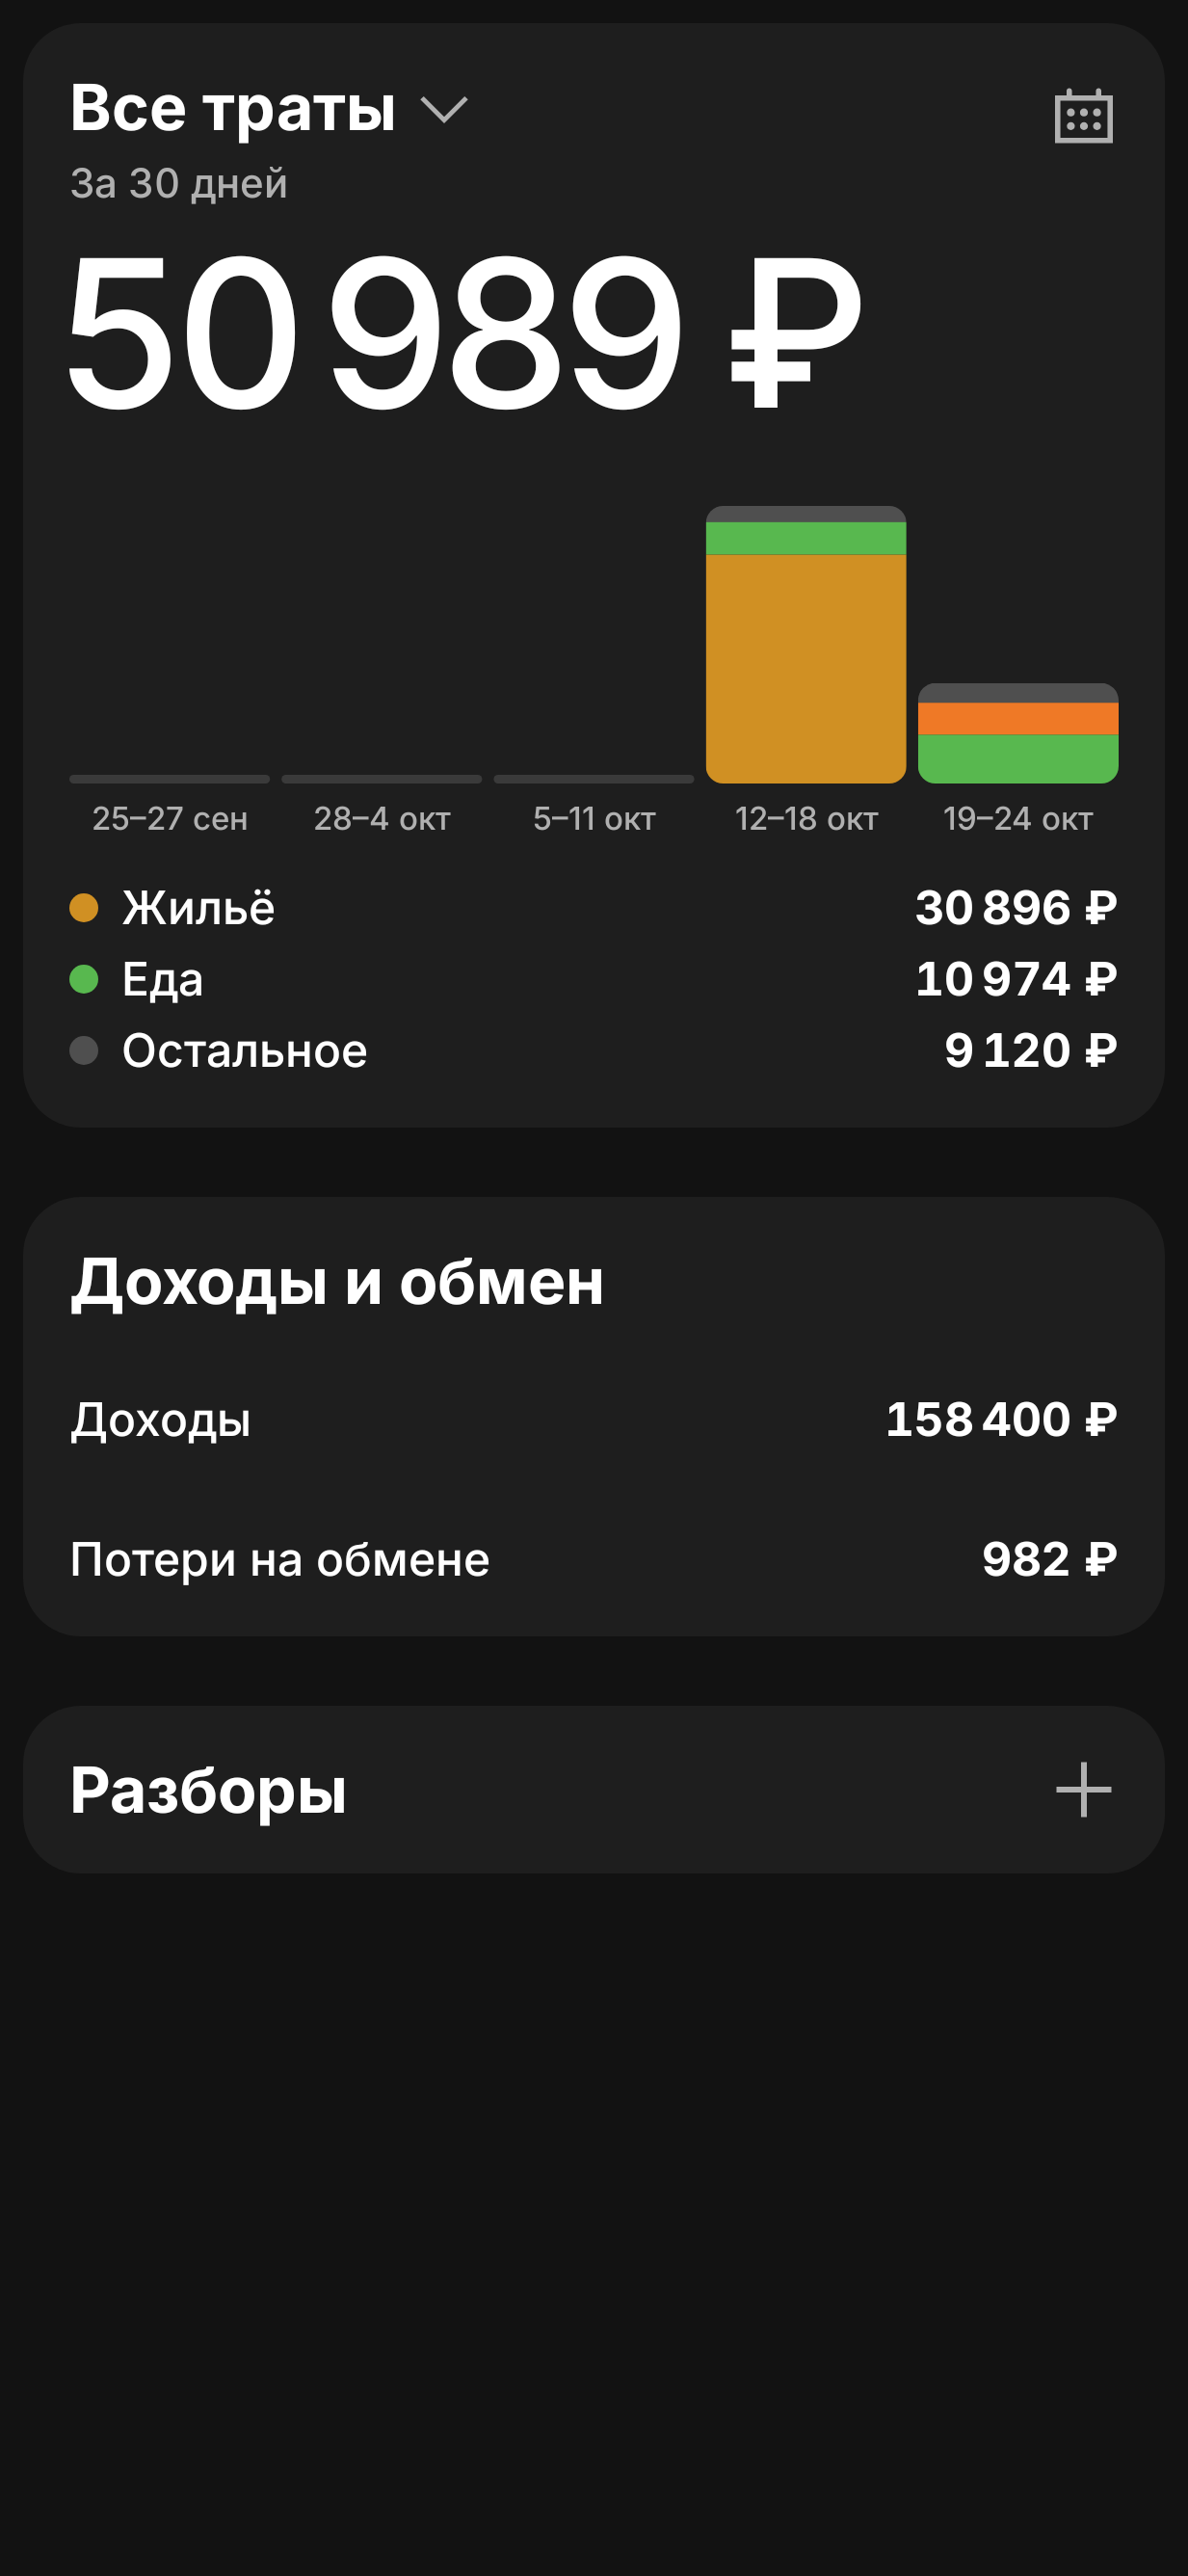 Все траты
За 30 дней
50 989 ₽
25–27 сен 28–4 окт 5–11 окт 12–18 окт 19–24 окт
Жильё 30 896 ₽
Еда 10 974 ₽
Остальное 9 120 ₽
Доходы и обмен
Доходы 158 400 ₽
Потери на обмене 982 ₽
Разборы